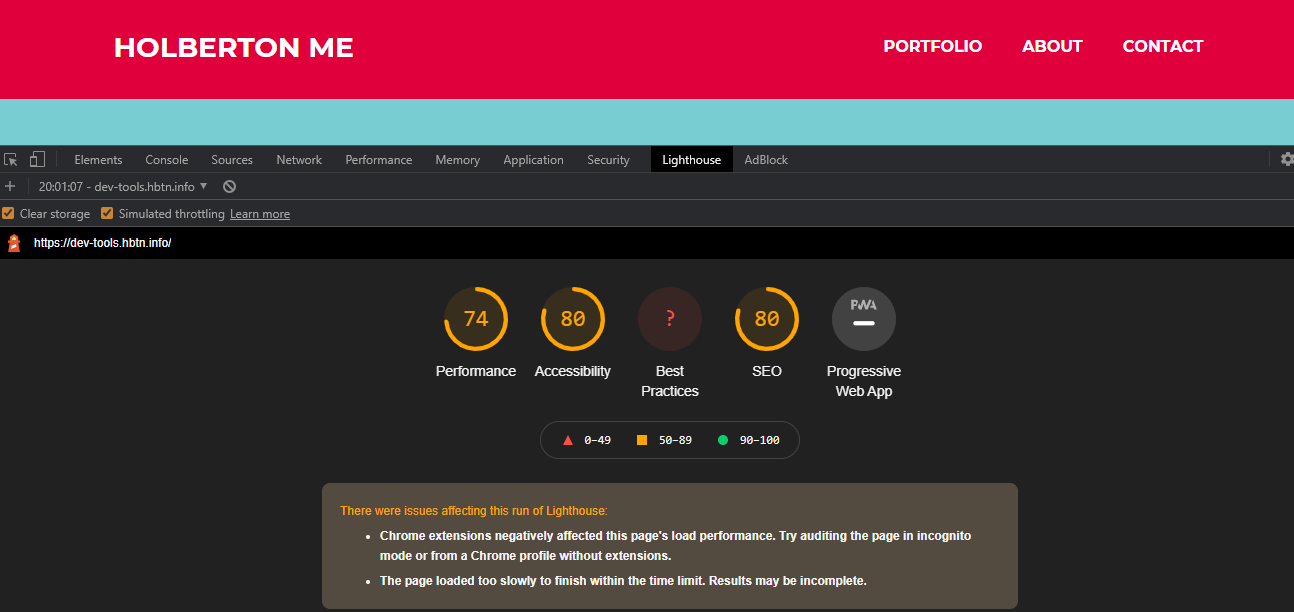 HOLBERTON ME PORTFOLIO ABOUT CONTACT
Elements Console Sources Network Performance Memory Application Security Lighthouse AdBlock
20:01:07 - dev-tools.hbtn.info
Clear storage Simulated throttling Learn more
https://dev-tools.hbtn.info/
74 80 ? 80 PWA
Performance Accessibility Best Practices SEO Progressive Web App
0–49 50–89 90–100
There were issues affecting this run of Lighthouse:
• Chrome extensions negatively affected this page's load performance. Try auditing the page in incognito
mode or from a Chrome profile without extensions.
• The page loaded too slowly to finish within the time limit. Results may be incomplete.